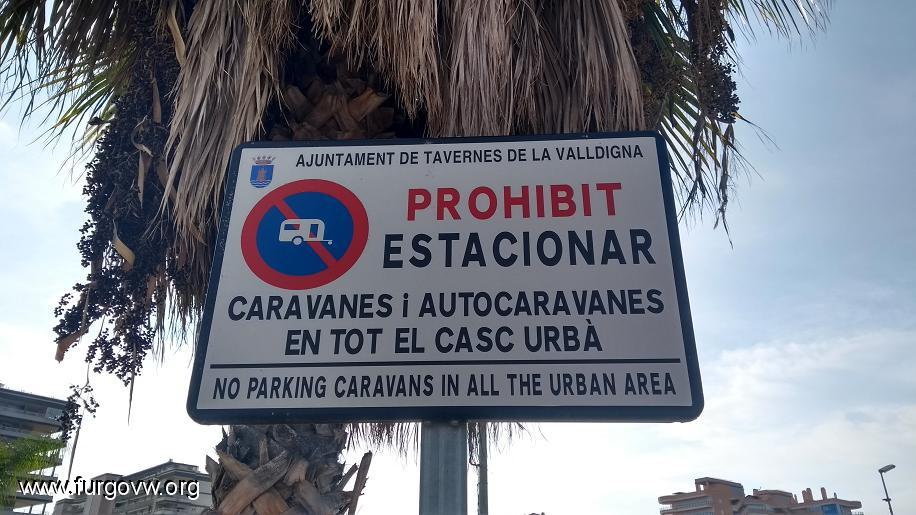 AJUNTAMENT DE TAVERNES DE LA VALLDIGNA
PROHIBIT
ESTACIONAR
CARAVANES i AUTOCARAVANES
EN TOT EL CASC URBÀ
NO PARKING CARAVANS IN ALL THE URBAN AREA
www.furgovw.org